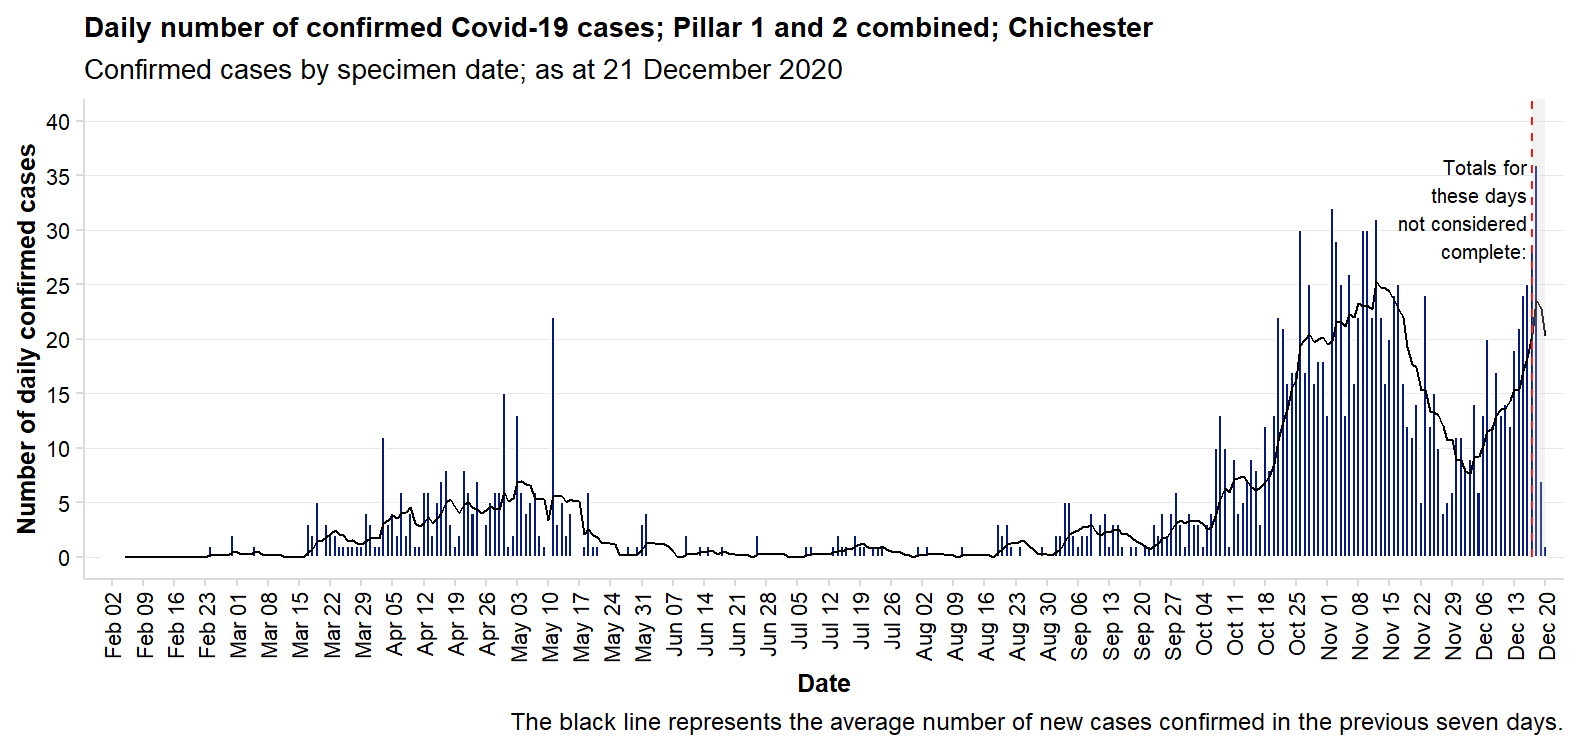 Daily number of confirmed Covid-19 cases; Pillar 1 and 2 combined; Chichester
Confirmed cases by specimen date; as at 21 December 2020
Number of daily confirmed cases
40
35
30
25
20
15
10
5
0
Totals for
these days
not considered
complete:
Feb 02
Feb 09
Feb 16
Feb 23
Mar 01
Mar 08
Mar 15
Mar 22
Mar 29
Apr 05
Apr 12
Apr 19
Apr 26
May 03
May 10
May 17
May 24
May 31
Jun 07
Jun 14
Jun 21
Jun 28
Jul 05
Jul 12
Jul 19
Jul 26
Aug 02
Aug 09
Aug 16
Aug 23
Aug 30
Sep 06
Sep 13
Sep 20
Sep 27
Oct 04
Oct 11
Oct 18
Oct 25
Nov 01
Nov 08
Nov 15
Nov 22
Nov 29
Dec 06
Dec 13
Dec 20
Date
The black line represents the average number of new cases confirmed in the previous seven days.